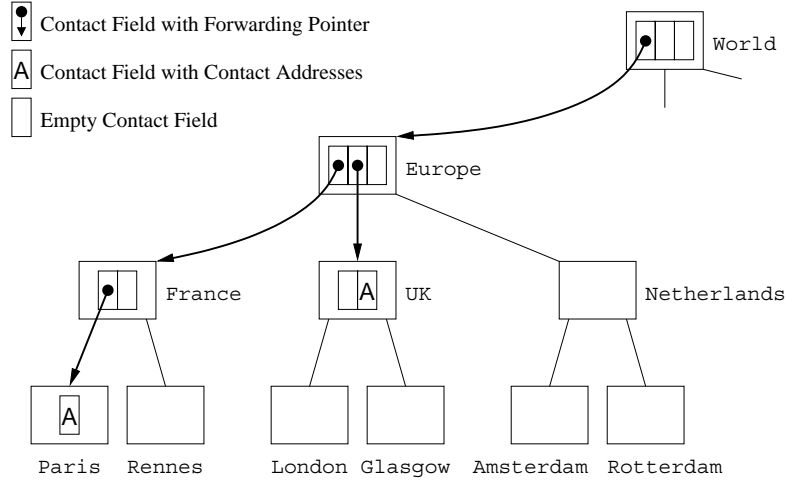 Contact Field with Forwarding Pointer
World
A Contact Field with Contact Addresses
Empty Contact Field
Europe
France
A
UK
Netherlands
A
Paris
Rennes
London
Glasgow
Amsterdam
Rotterdam